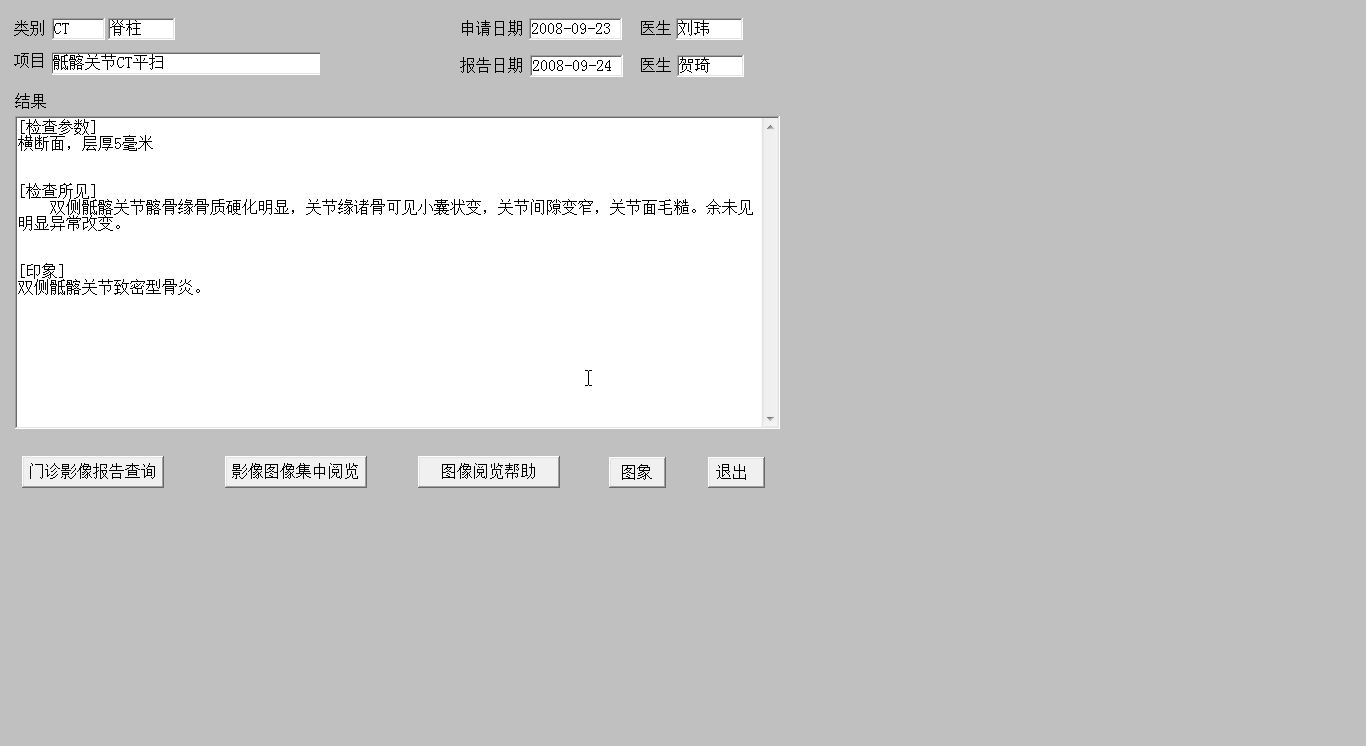 类别 CT 脊柱 申请日期 2008-09-23 医生 刘玮
项目 骶髂关节CT平扫 报告日期 2008-09-24 医生 贺琦
结果
[检查参数]
横断面，层厚5毫米
[检查所见]
双侧骶髂关节髂骨缘骨质硬化明显，关节缘诸骨可见小囊状变，关节间隙变窄，关节面毛糙。余未见
明显异常改变。
[印象]
双侧骶髂关节致密型骨炎。
门诊影像报告查询 影像图像集中阅览 图像阅览帮助 图象 退出